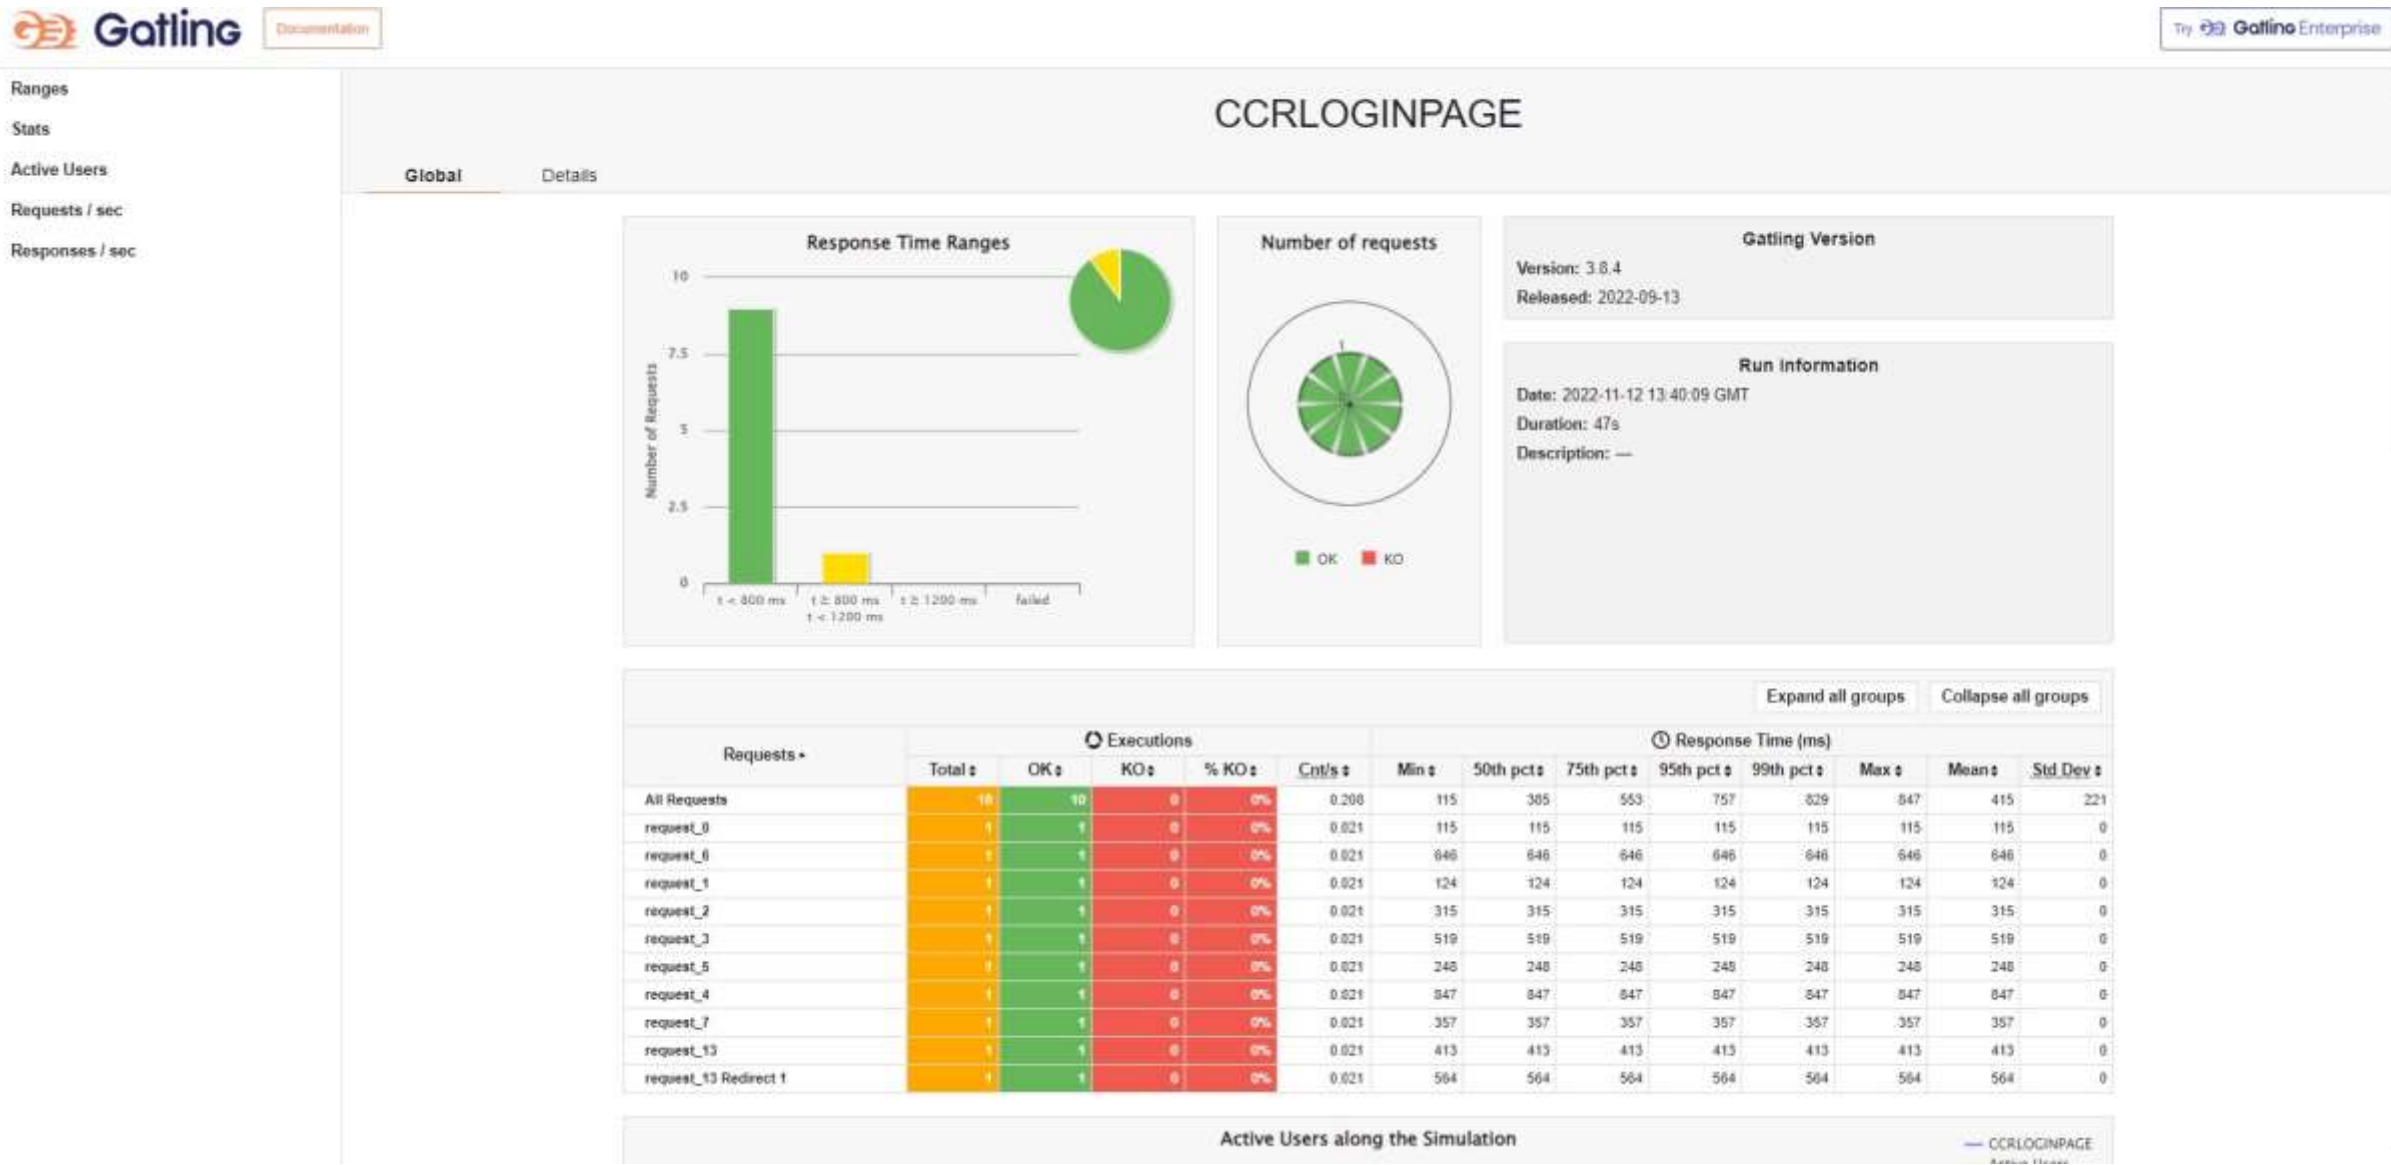 Gatling
Documentation
Try Gatling Enterprise
Ranges
Stats
Active Users
Requests / sec
Responses / sec
CCRLOGINPAGE
Global Details
Response Time Ranges
10
7.5
5
2.5
0
Number of Requests
t < 800 ms
t ≥ 800 ms
t < 1200 ms
t ≥ 1200 ms
failed
Number of requests
1
OK KO
Gatling Version
Version: 3.8.4
Released: 2022-09-13
Run Information
Date: 2022-11-12 13:40:09 GMT
Duration: 47s
Description: —
Expand all groups Collapse all groups
Requests Executions Response Time (ms)
Total OK KO % KO Cnt/s Min 50th pct 75th pct 95th pct 99th pct Max Mean Std Dev
All Requests 10 10 0 0% 0.208 115 385 553 757 829 847 415 221
request_0 1 1 0 0% 0.021 115 115 115 115 115 115 115 0
request_6 1 1 0 0% 0.021 646 646 646 646 646 646 646 0
request_1 1 1 0 0% 0.021 124 124 124 124 124 124 124 0
request_2 1 1 0 0% 0.021 315 315 315 315 315 315 315 0
request_3 1 1 0 0% 0.021 519 519 519 519 519 519 519 0
request_5 1 1 0 0% 0.021 248 248 248 248 248 248 248 0
request_4 1 1 0 0% 0.021 847 847 847 847 847 847 847 0
request_7 1 1 0 0% 0.021 357 357 357 357 357 357 357 0
request_13 1 1 0 0% 0.021 413 413 413 413 413 413 413 0
request_13 Redirect 1 1 1 0 0% 0.021 564 564 564 564 564 564 564 0
Active Users along the Simulation
CCRLOGINPAGE
Active Users